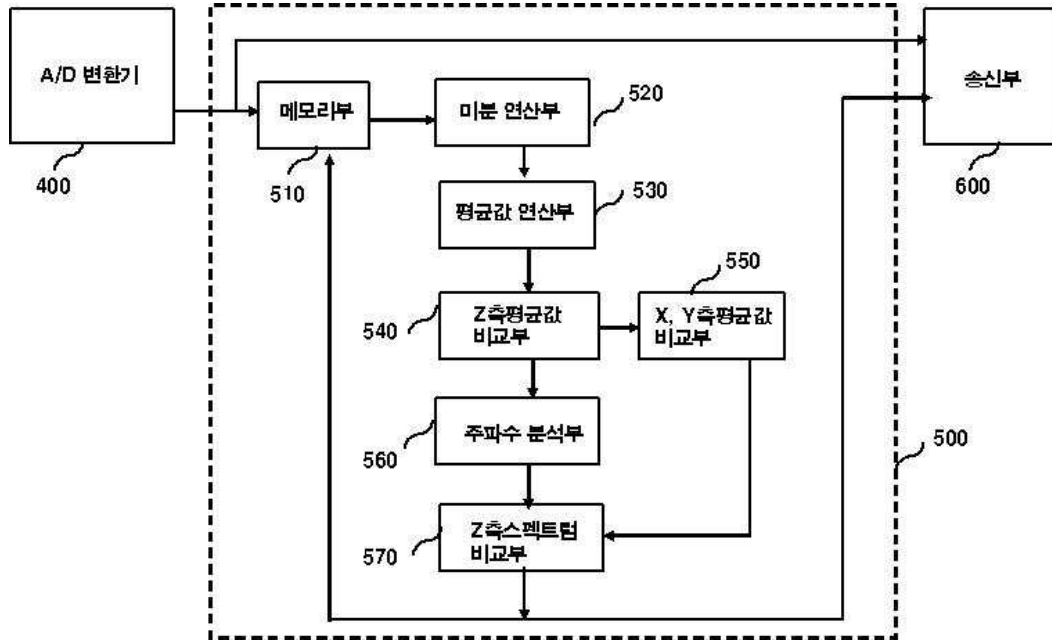 A/D 변환기
400
메모리부
510
미분 연산부
520
평균값 연산부
530
Z축평균값
비교부
540
X, Y축평균값
비교부
550
주파수 분석부
560
Z축스펙트럼
비교부
570
500
송신부
600